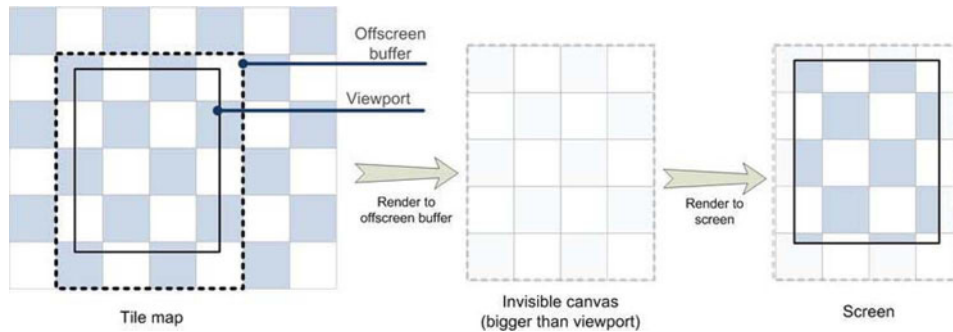 Offscreen
buffer
Viewport
Render to
offscreen buffer
Render to
screen
Tile map
Invisible canvas
(bigger than viewport)
Screen